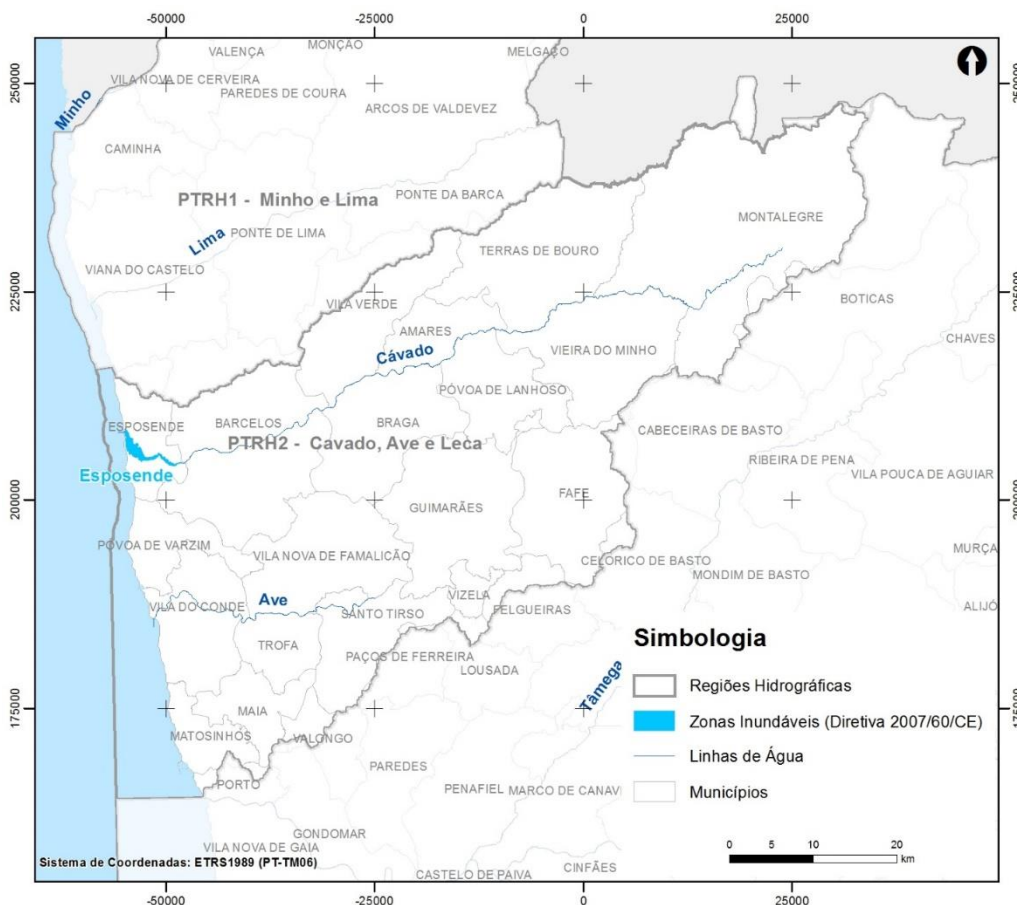 -50000
-25000
0
25000
250000
225000
200000
175000
250000
225000
200000
175000
VALENÇA
MONÇÃO
MELGAÇO
VILA NOVA DE CERVEIRA
PAREDES DE COURA
Minho
ARCOS DE VALDEVEZ
CAMINHA
PTRH1 - Minho e Lima
PONTE DA BARCA
Lima
PONTE DE LIMA
MONTALEGRE
TERRAS DE BOURO
VIANA DO CASTELO
VILA VERDE
BOTICAS
AMARES
Cávado
VIEIRA DO MINHO
CHAVES
PÓVOA DE LANHOSO
ESPOSENDE
BARCELOS
BRAGA
PTRH2 - Cavado, Ave e Leca
CABECEIRAS DE BASTO
RIBEIRA DE PENA
VILA POUCA DE AGUIAR
Esposende
GUIMARÃES
FAFE
PÓVOA DE VARZIM
VILA NOVA DE FAMALICÃO
CELORICO DE BASTO
MURÇA
MONDIM DE BASTO
VILA DO CONDE
Ave
SANTO TIRSO
VIZELA
FELGUEIRAS
ALIJÓ
TROFA
PAÇOS DE FERREIRA
LOUSADA
Tâmega
MAIA
MATOSINHOS
VALONGO
PAREDES
PORTO
PENAFIEL
MARCO DE CANAV
GONDOMAR
VILA NOVA DE GAIA
CASTELO DE PAIVA
CINFÃES
Simbologia
Regiões Hidrográficas
Zonas Inundáveis (Diretiva 2007/60/CE)
Linhas de Água
Municípios
0 10 20
km
Sistema de Coordenadas: ETRS1989 (PT-TM06)
-50000
-25000
0
25000